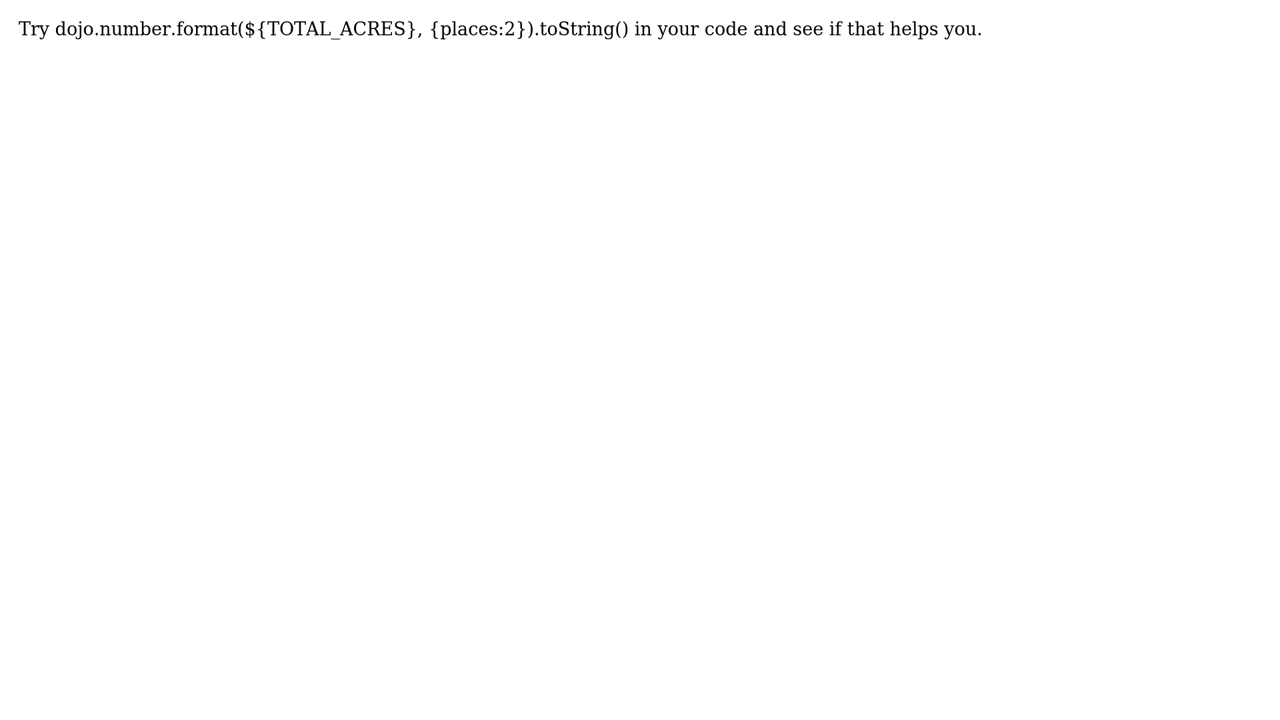 Try dojo.number.format(${TOTAL_ACRES}, {places:2}).toString() in your code and see if that helps you.